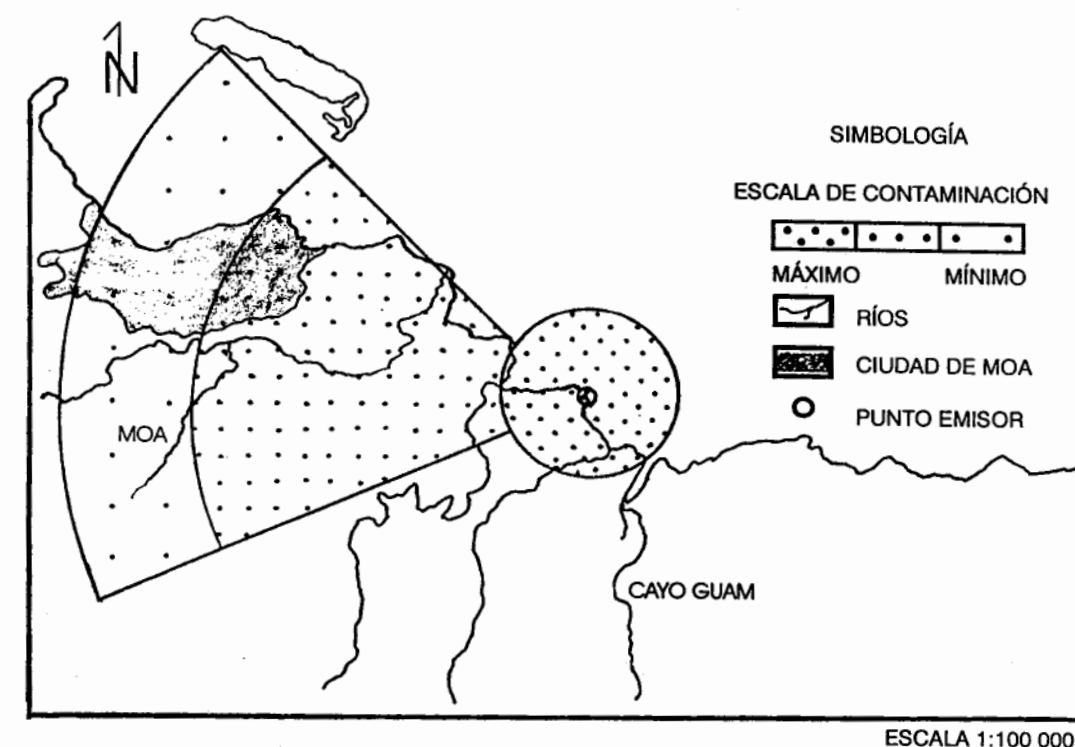 N
SIMBOLOGÍA
ESCALA DE CONTAMINACIÓN
MÁXIMO MÍNIMO
RÍOS
CIUDAD DE MOA
PUNTO EMISOR
MOA
CAYO GUAM
ESCALA 1:100 000